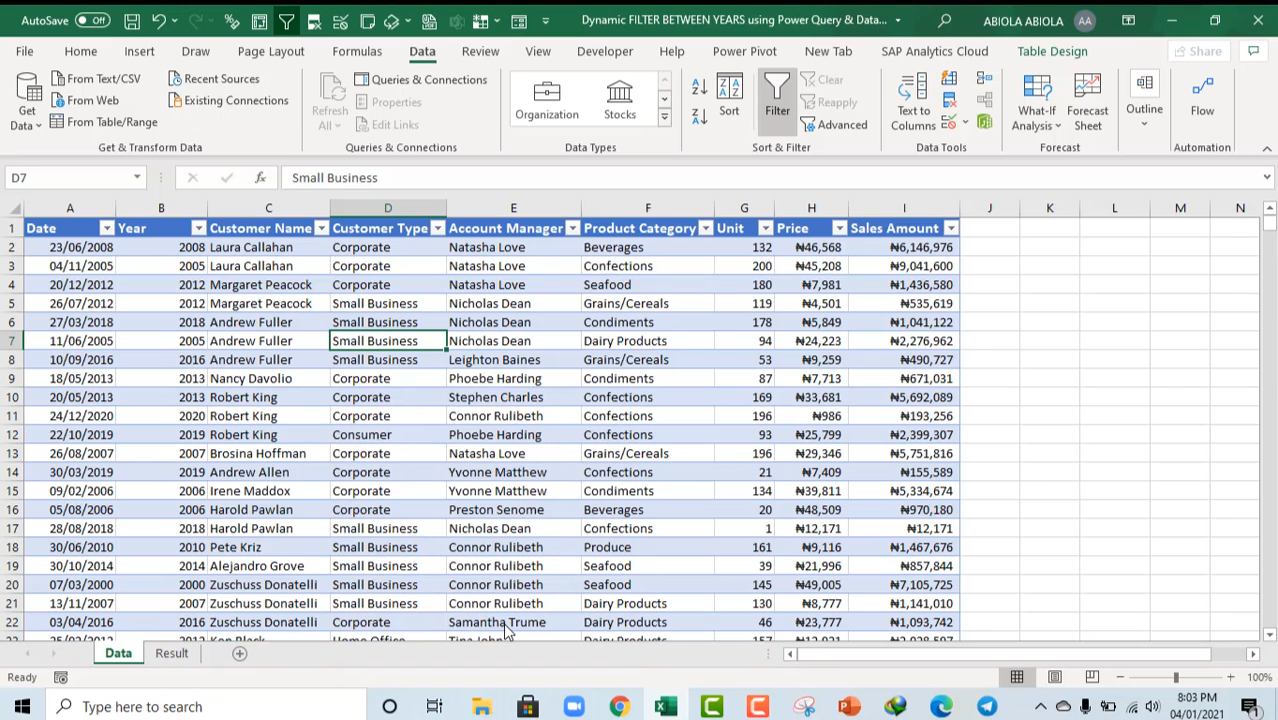 AutoSave Off Dynamic FILTER BETWEEN YEARS using Power Query & Data... ABIOLA ABIOLA AA
File Home Insert Draw Page Layout Formulas Data Review View Developer Help Power Pivot New Tab SAP Analytics Cloud Table Design Share
Get Data From Text/CSV From Web From Table/Range Recent Sources Existing Connections
Refresh All Queries & Connections Properties Edit Links
Organization Stocks
Sort Filter Clear Reapply Advanced
Text to Columns
What-If Analysis Forecast Sheet Outline Flow
Get & Transform Data Queries & Connections Data Types Sort & Filter Data Tools Forecast Automation
D7 fx Small Business
A B C D E F G H I J K L M N
1 Date Year Customer Name Customer Type Account Manager Product Category Unit Price Sales Amount
2 23/06/2008 2008 Laura Callahan Corporate Natasha Love Beverages 132 ₦46,568 ₦6,146,976
3 04/11/2005 2005 Laura Callahan Corporate Natasha Love Confections 200 ₦45,208 ₦9,041,600
4 20/12/2012 2012 Margaret Peacock Corporate Natasha Love Seafood 180 ₦7,981 ₦1,436,580
5 26/07/2012 2012 Margaret Peacock Small Business Nicholas Dean Grains/Cereals 119 ₦4,501 ₦535,619
6 27/03/2018 2018 Andrew Fuller Small Business Nicholas Dean Condiments 178 ₦5,849 ₦1,041,122
7 11/06/2005 2005 Andrew Fuller Small Business Nicholas Dean Dairy Products 94 ₦24,223 ₦2,276,962
8 10/09/2016 2016 Andrew Fuller Small Business Leighton Baines Grains/Cereals 53 ₦9,259 ₦490,727
9 18/05/2013 2013 Nancy Davolio Corporate Phoebe Harding Condiments 87 ₦7,713 ₦671,031
10 20/05/2013 2013 Robert King Corporate Stephen Charles Confections 169 ₦33,681 ₦5,692,089
11 24/12/2020 2020 Robert King Corporate Connor Rulibeth Confections 196 ₦986 ₦193,256
12 22/10/2019 2019 Robert King Consumer Phoebe Harding Confections 93 ₦25,799 ₦2,399,307
13 26/08/2007 2007 Brosina Hoffman Corporate Natasha Love Grains/Cereals 196 ₦29,346 ₦5,751,816
14 30/03/2019 2019 Andrew Allen Corporate Yvonne Matthew Confections 21 ₦7,409 ₦155,589
15 09/02/2006 2006 Irene Maddox Corporate Yvonne Matthew Condiments 134 ₦39,811 ₦5,334,674
16 05/08/2006 2006 Harold Pawlan Corporate Preston Senome Beverages 20 ₦48,509 ₦970,180
17 28/08/2018 2018 Harold Pawlan Small Business Nicholas Dean Confections 1 ₦12,171 ₦12,171
18 30/06/2010 2010 Pete Kriz Small Business Connor Rulibeth Produce 161 ₦9,116 ₦1,467,676
19 30/10/2014 2014 Alejandro Grove Small Business Connor Rulibeth Seafood 39 ₦21,996 ₦857,844
20 07/03/2000 2000 Zuschuss Donatelli Small Business Connor Rulibeth Seafood 145 ₦49,005 ₦7,105,725
21 13/11/2007 2007 Zuschuss Donatelli Small Business Connor Rulibeth Dairy Products 130 ₦8,777 ₦1,141,010
22 03/04/2016 2016 Zuschuss Donatelli Corporate Samantha Trume Dairy Products 46 ₦23,777 ₦1,093,742
Data Result
Ready 100%
Type here to search 8:03 PM
04/01/2021